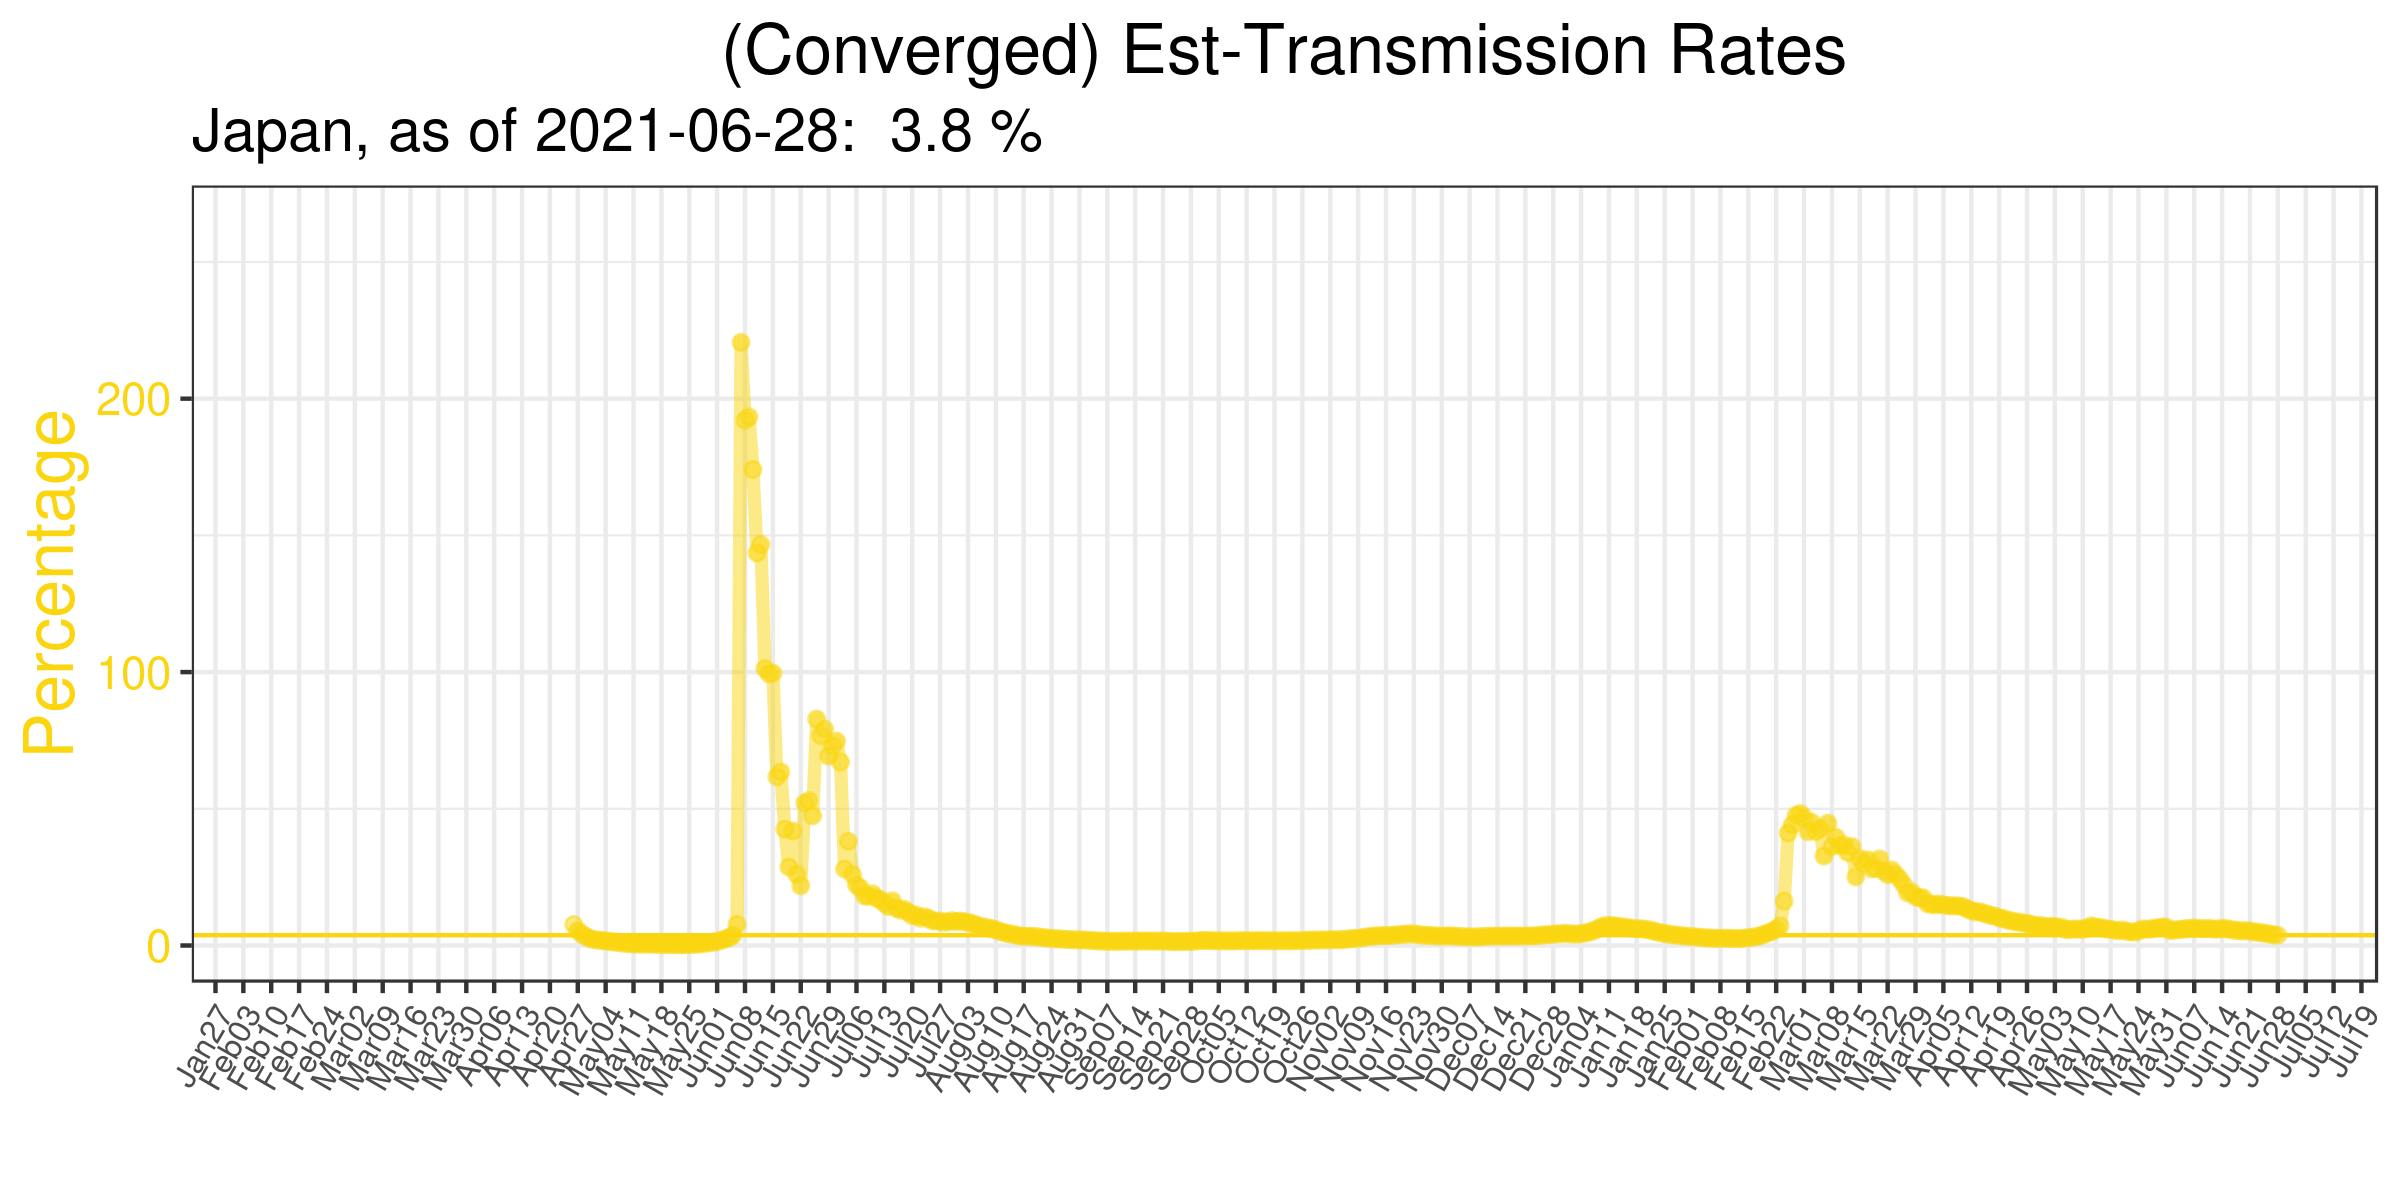 (Converged) Est-Transmission Rates
Japan, as of 2021-06-28:  3.8 %
Percentage
200
100
0
Jan27
Feb03
Feb10
Feb17
Feb24
Mar02
Mar09
Mar16
Mar23
Mar30
Apr06
Apr13
Apr20
Apr27
May04
May11
May18
May25
Jun01
Jun08
Jun15
Jun22
Jun29
Jul06
Jul13
Jul20
Jul27
Aug03
Aug10
Aug17
Aug24
Aug31
Sep07
Sep14
Sep21
Sep28
Oct05
Oct12
Oct19
Oct26
Nov02
Nov09
Nov16
Nov23
Nov30
Dec07
Dec14
Dec21
Dec28
Jan04
Jan11
Jan18
Jan25
Feb01
Feb08
Feb15
Feb22
Mar01
Mar08
Mar15
Mar22
Mar29
Apr05
Apr12
Apr19
Apr26
May03
May10
May17
May24
May31
Jun07
Jun14
Jun21
Jun28
Jul05
Jul12
Jul19